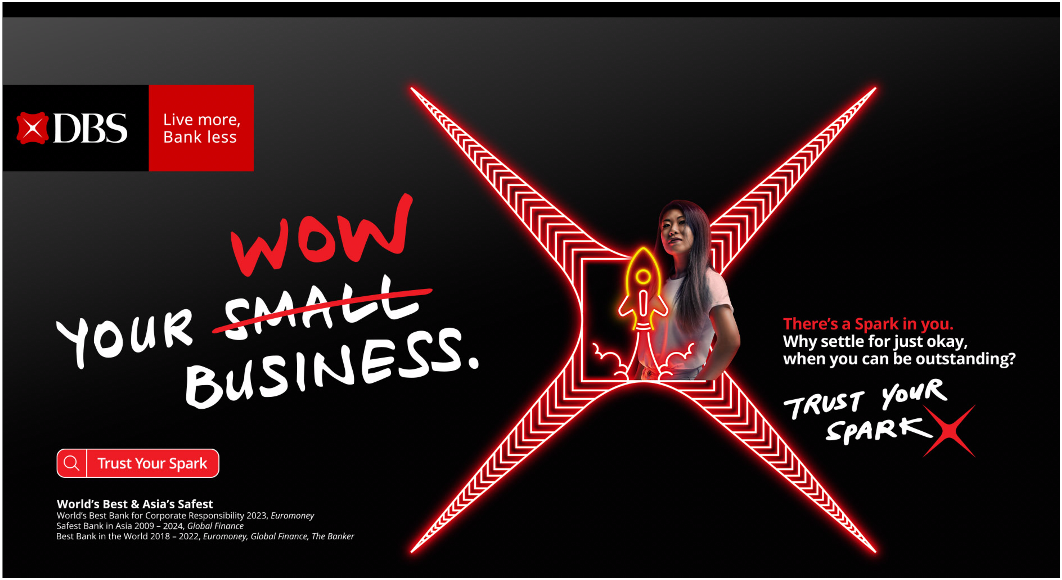 DBS
Live more,
Bank less
WOW
YOUR SMALL
BUSINESS.
There's a Spark in you.
Why settle for just okay,
when you can be outstanding?
TRUST YOUR
SPARK
Trust Your Spark
World's Best & Asia's Safest
World's Best Bank for Corporate Responsibility 2023, Euromoney
Safest Bank in Asia 2009 – 2024, Global Finance
Best Bank in the World 2018 – 2022, Euromoney, Global Finance, The Banker